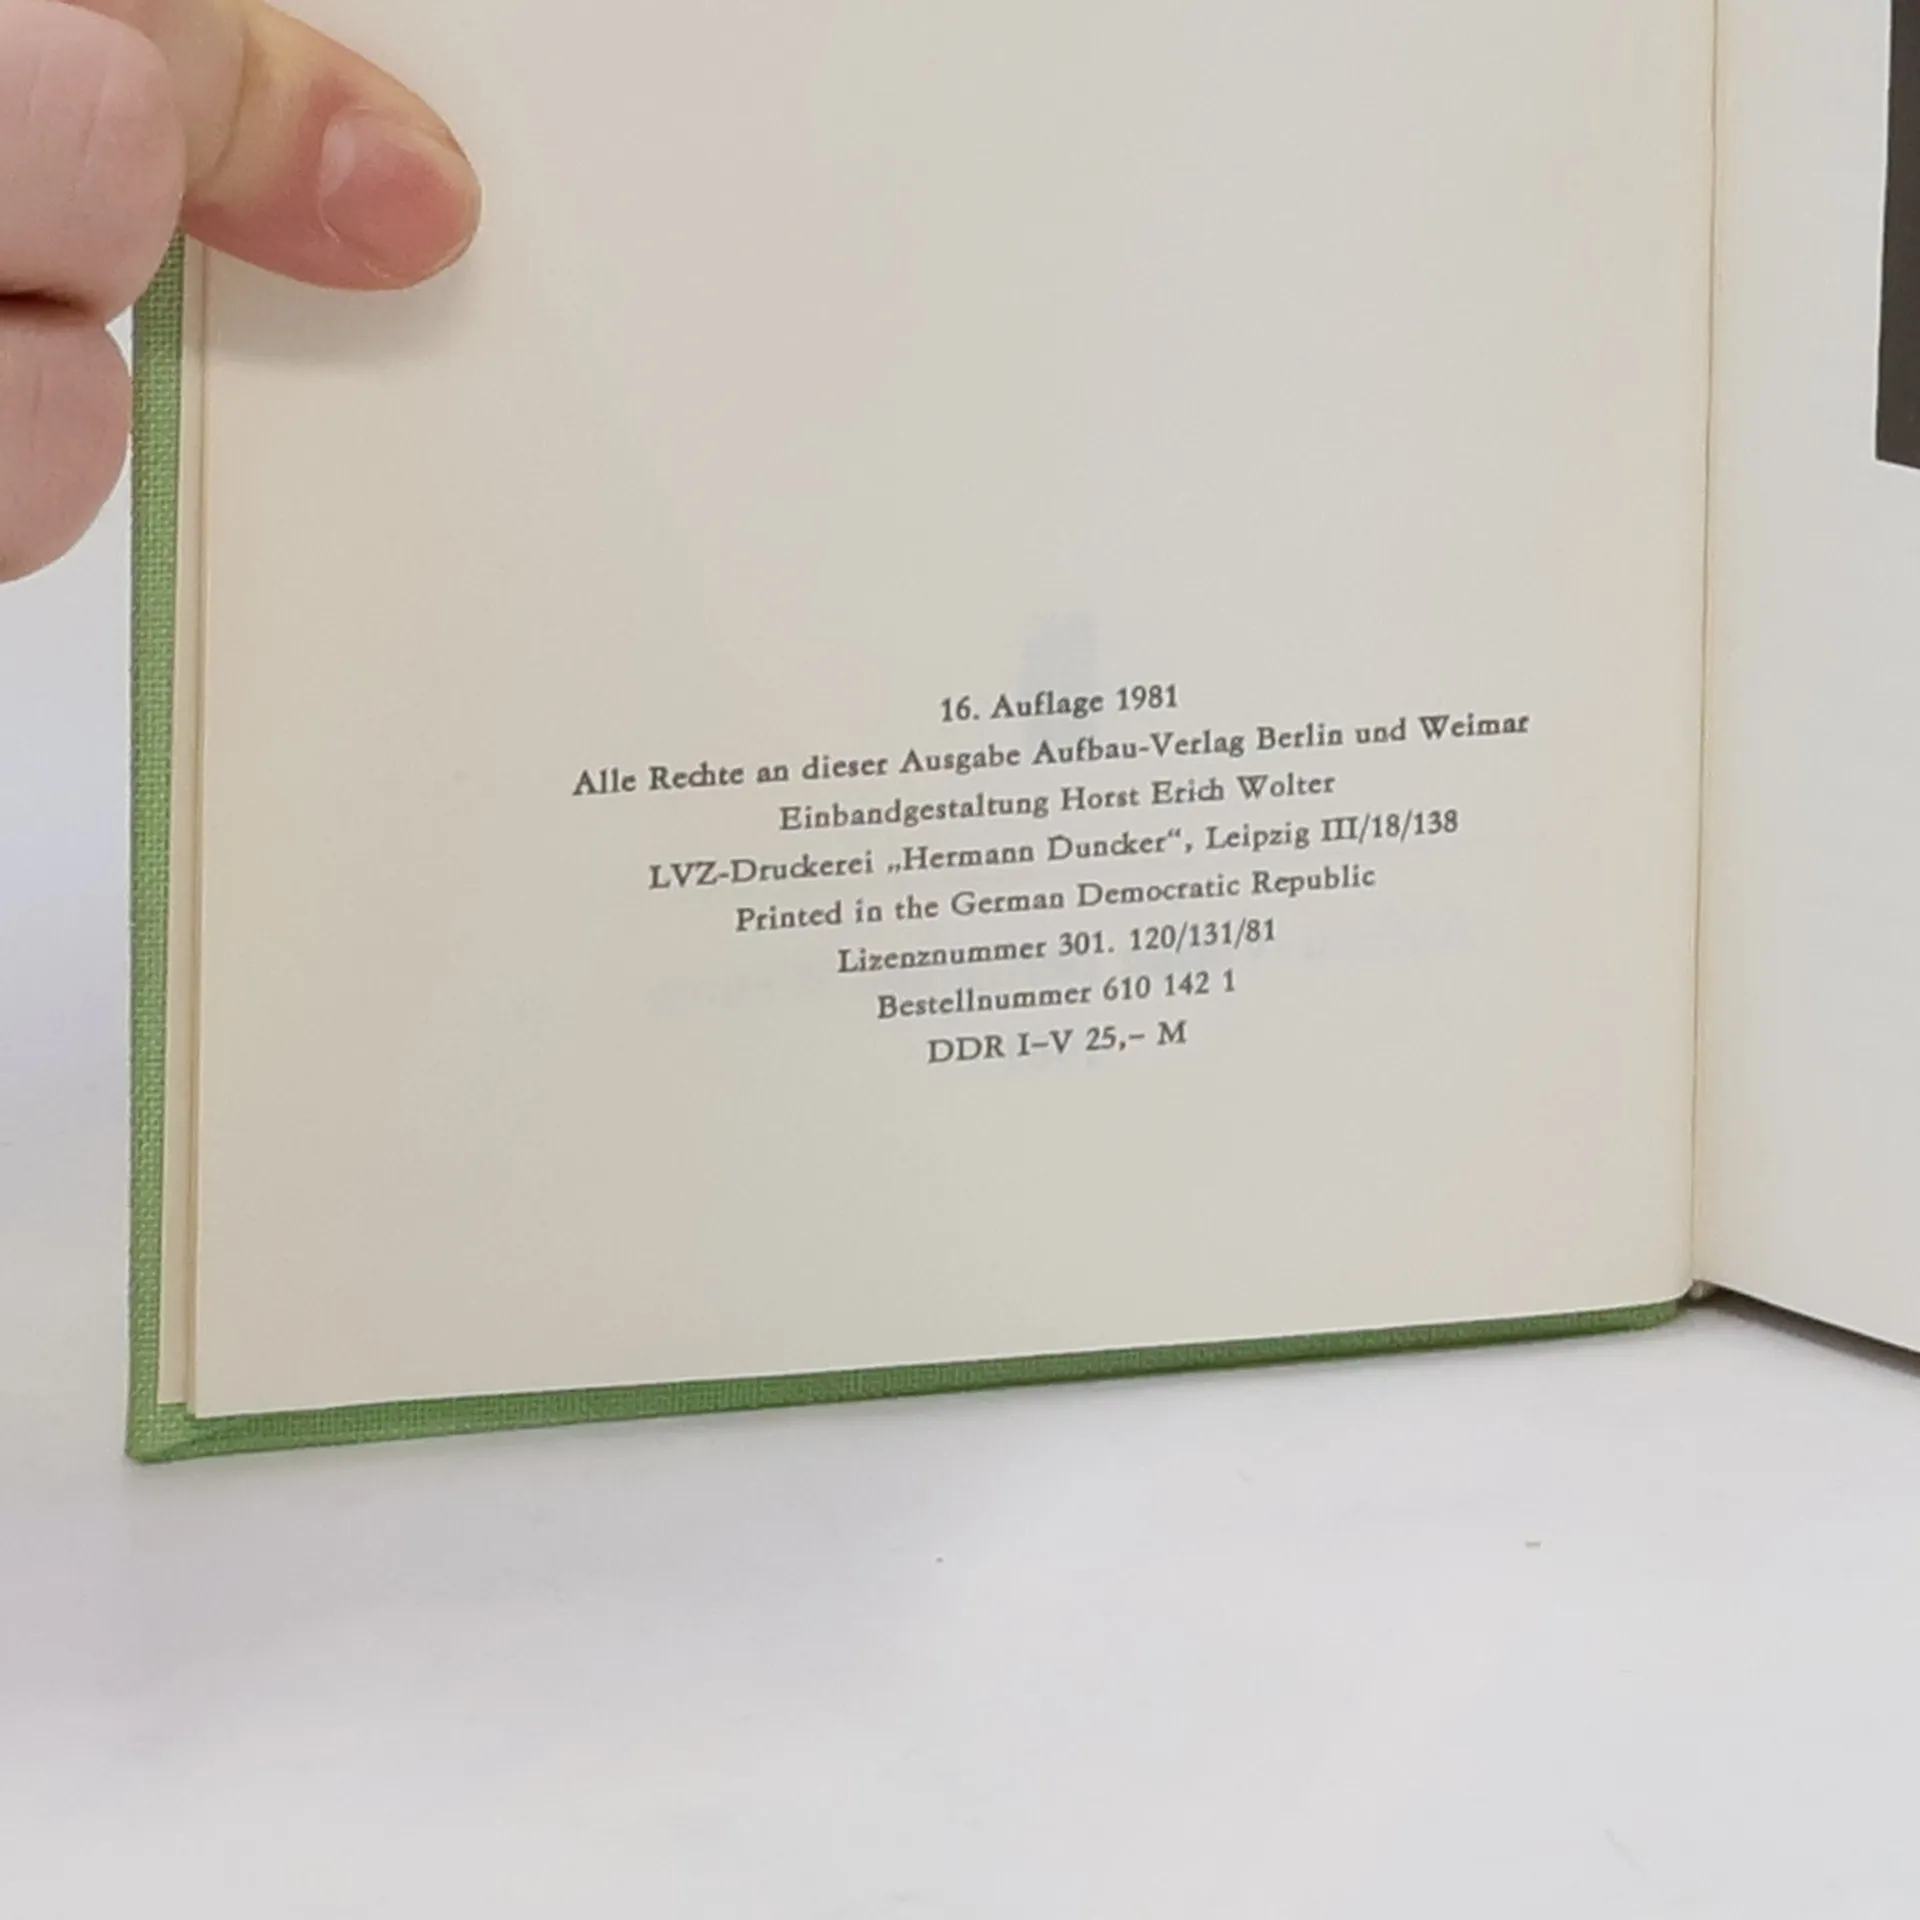 16. Auflage 1981
Alle Rechte an dieser Ausgabe Aufbau-Verlag Berlin und Weimar
Einbandgestaltung Horst Erich Wolter
LVZ-Druckerei „Hermann Duncker“, Leipzig III/18/138
Printed in the German Democratic Republic
Lizenznummer 301. 120/131/81
Bestellnummer 610 142 1
DDR I–V 25,– M